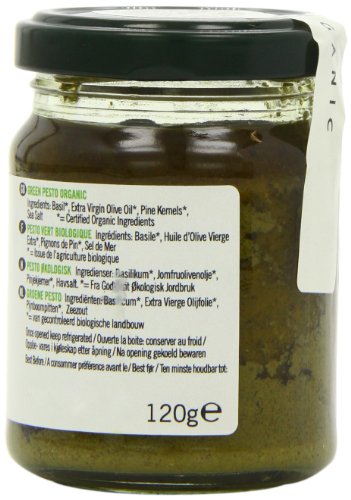 GREEN PESTO ORGANIC
Ingredients: Basil*, Extra Virgin Olive Oil*, Pine Kernels*,
Sea Salt *= Certified Organic Ingredients
F PESTO VERT BIOLOGIQUE Ingrédients: Basile*, Huile d'Olive Vierge
Extra*, Pignons de Pin*, Sel de Mer
*= Issue de l'agriculture biologique
PESTO ØKOLOGISK Ingredienser: Basilikum*, Jomfruolivenolje*,
Pinjekjerner*, Havsalt. *= Fra Godkjent Økologisk Jordbruk
GROENE PESTO Ingrediënten: Basilicum*, Extra Vierge Olijfolie*,
Pijnboompitten*, Zeezout
*= van gecontroleerd biologische landbouw
Once opened keep refrigerated / Ouverte la boite: conserver au froid /
Opbev- vares i kjøleskap etter åpning / Na opening gekoeld bewaren
Best Before / A consommer préférence avant le / Best før / Ten minste houdbaar tot:
120g℮
ANIC